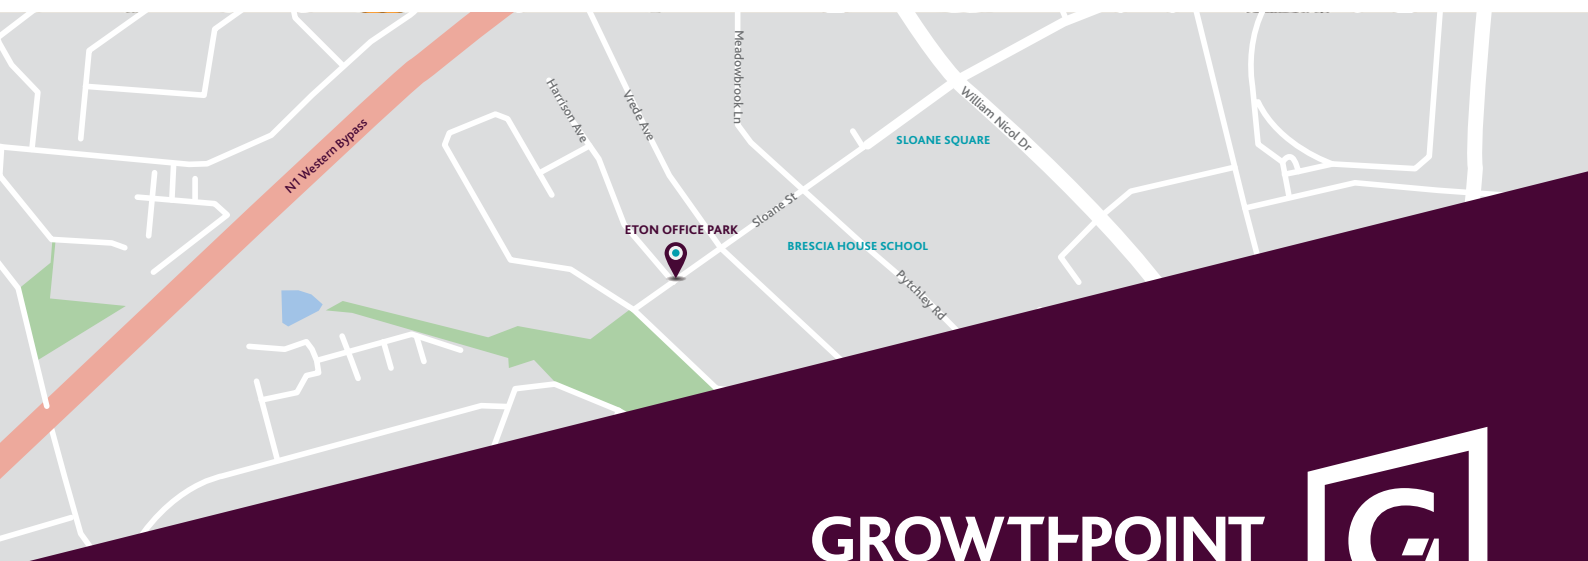 Meadowbrook Ln
Harrison Ave
Vrede Ave
William Nicol Dr
N1 Western Bypass
SLOANE SQUARE
Sloane St
ETON OFFICE PARK
BRESCIA HOUSE SCHOOL
Pytchley Rd
GROWTHPOINT
G